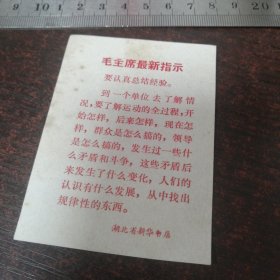 毛主席最新指示
要认真总结经验。
到一个单位去了解情
况，要了解运动的全过程，开
始怎样，后来怎样，现在怎
样，群众是怎么搞的，领导
是怎么搞的，发生过一些什
么矛盾和斗争，这些矛盾后
来发生了什么变化，人们的
认识有什么发展，从中找出
规律性的东西。
湖北省新华书店